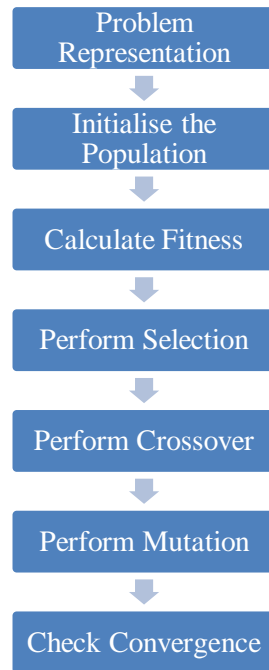 Problem
Representation
Initialise the
Population
Calculate Fitness
Perform Selection
Perform Crossover
Perform Mutation
Check Convergence